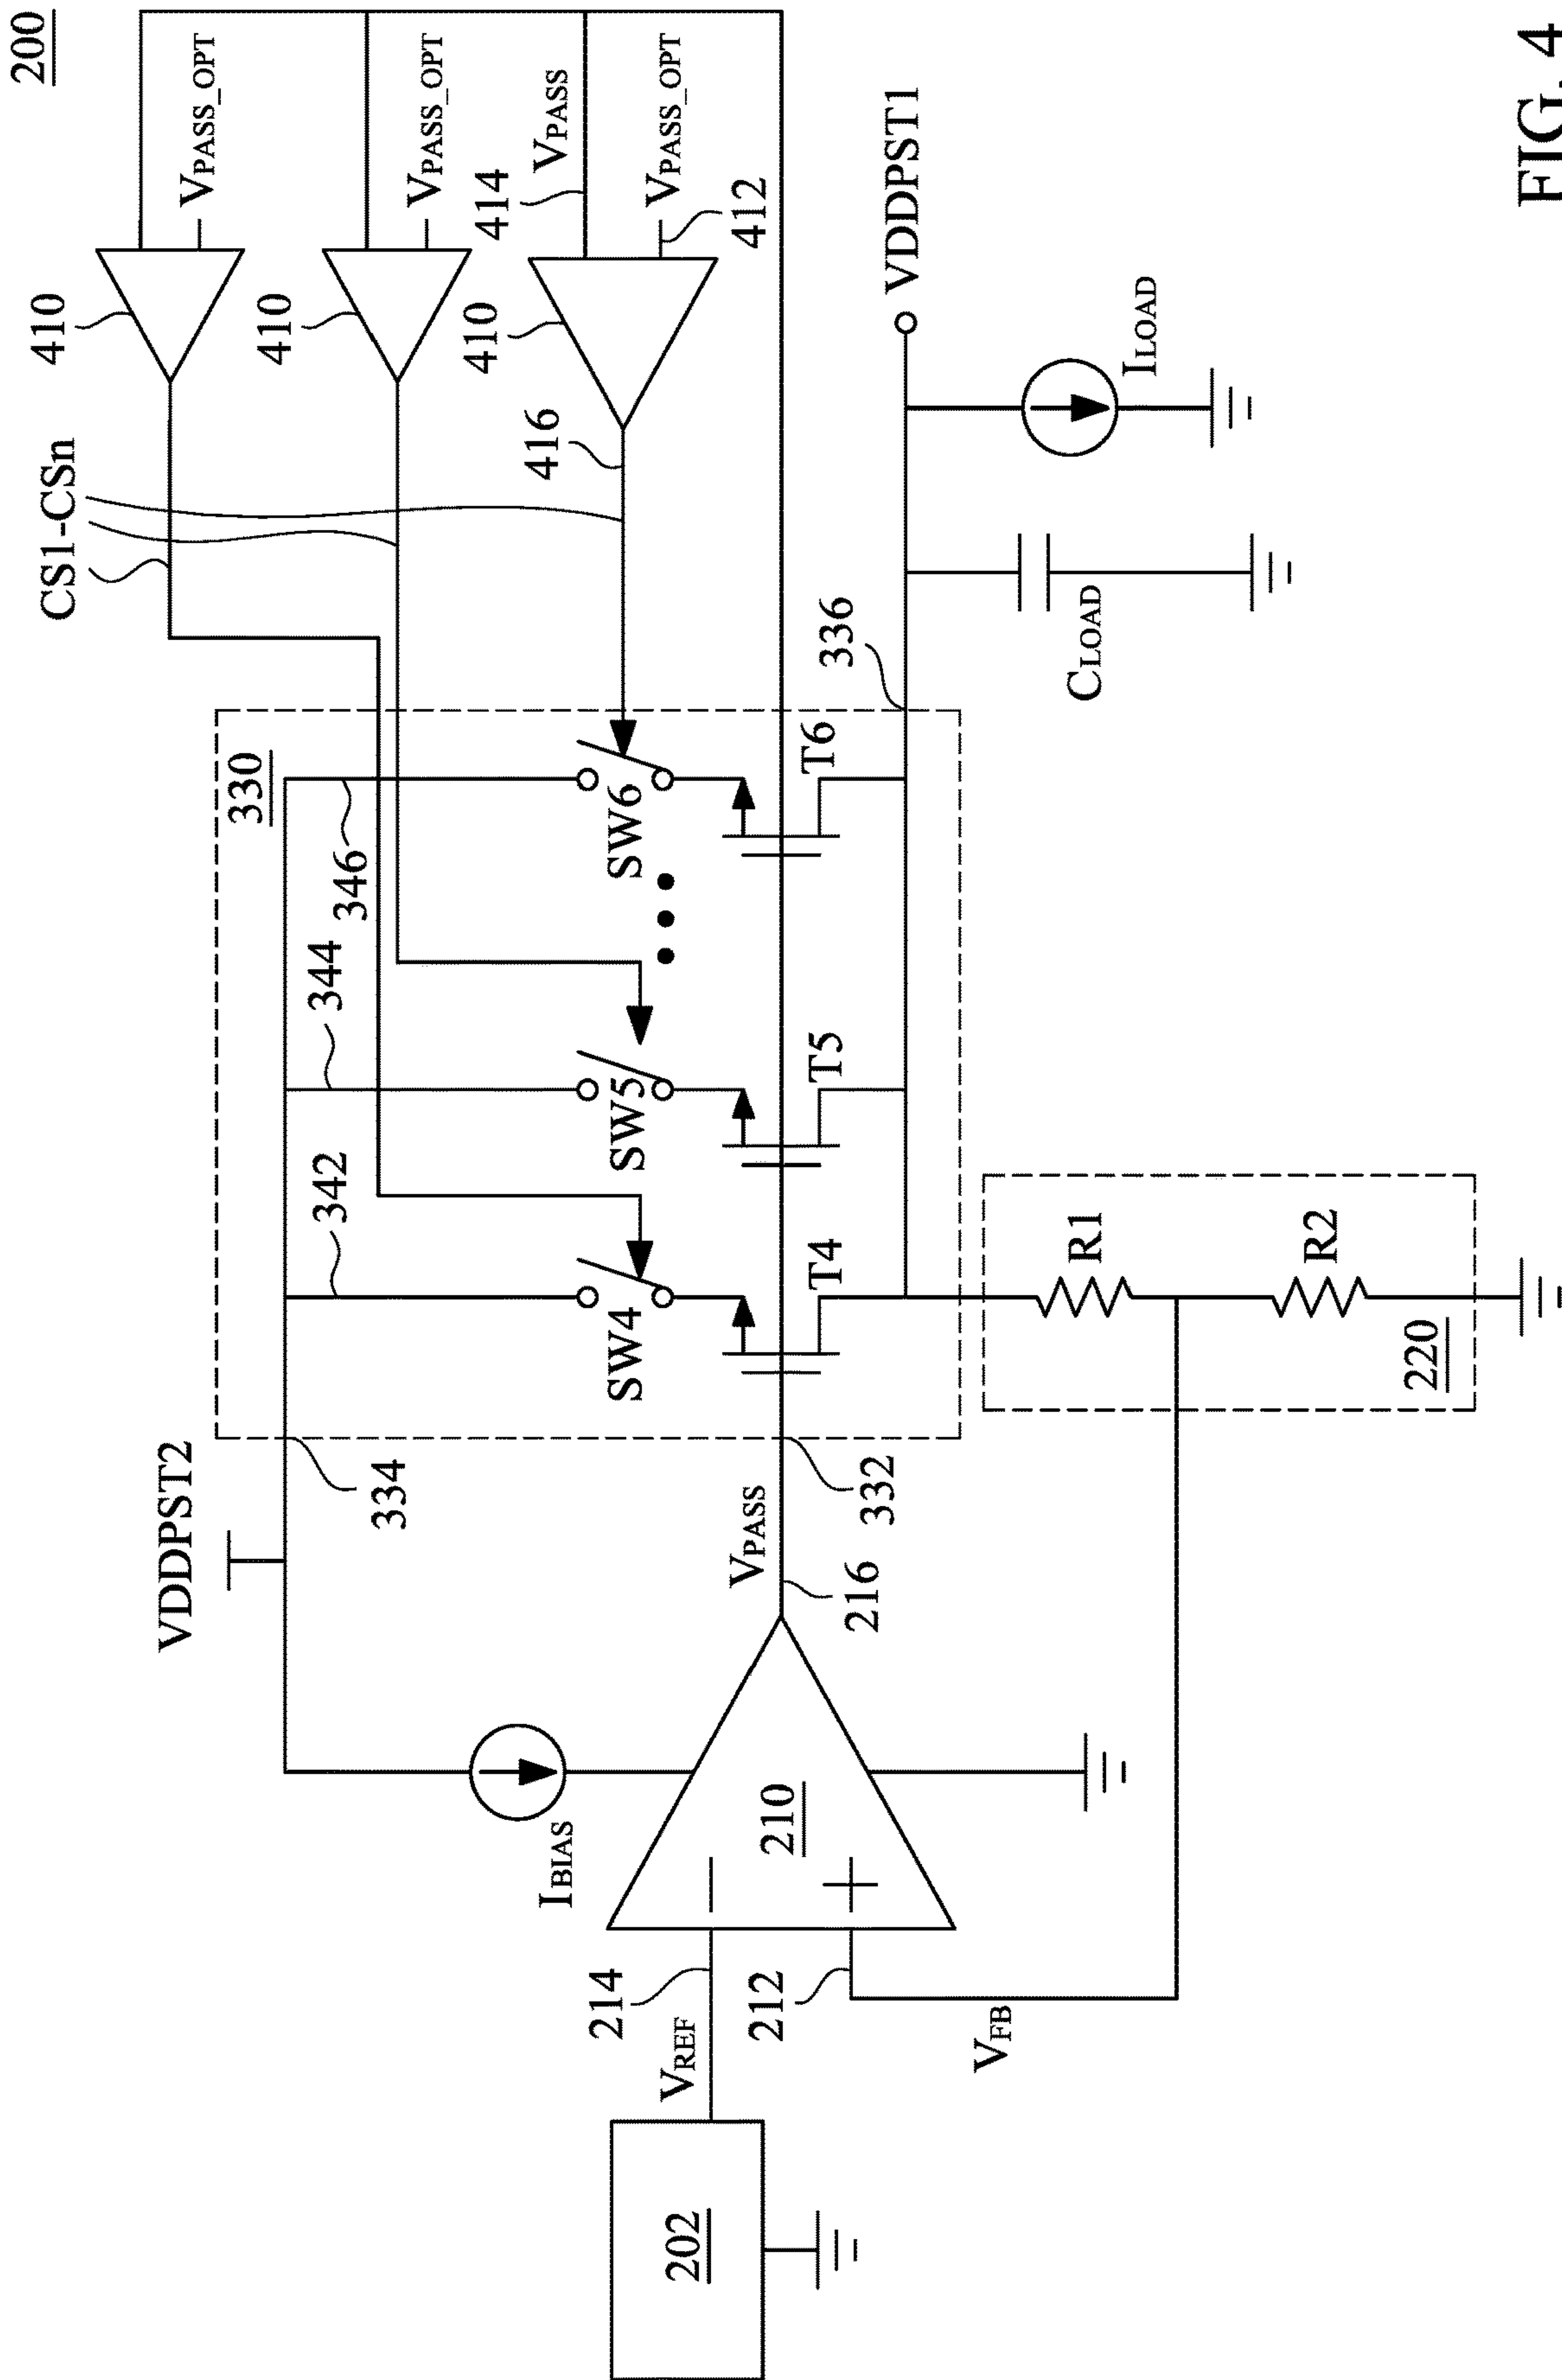 200
VDDPST2
CS1-CSn
410
VPASS_OPT
410
VPASS_OPT
414
VPASS
410
VPASS_OPT
412
416
330
342
344
346
334
SW4
SW5
SW6
IBIAS
VPASS
216
332
T4
T5
T6
336
VDDPST1
202
VREF
214
210
212
VFB
R1
R2
220
CLOAD
ILOAD
FIG. 4